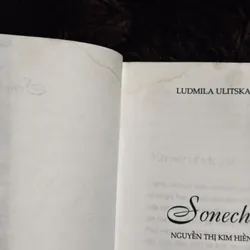 LUDMILA ULITSKA
Sonech
NGUYỄN THỊ KIM HIỀN